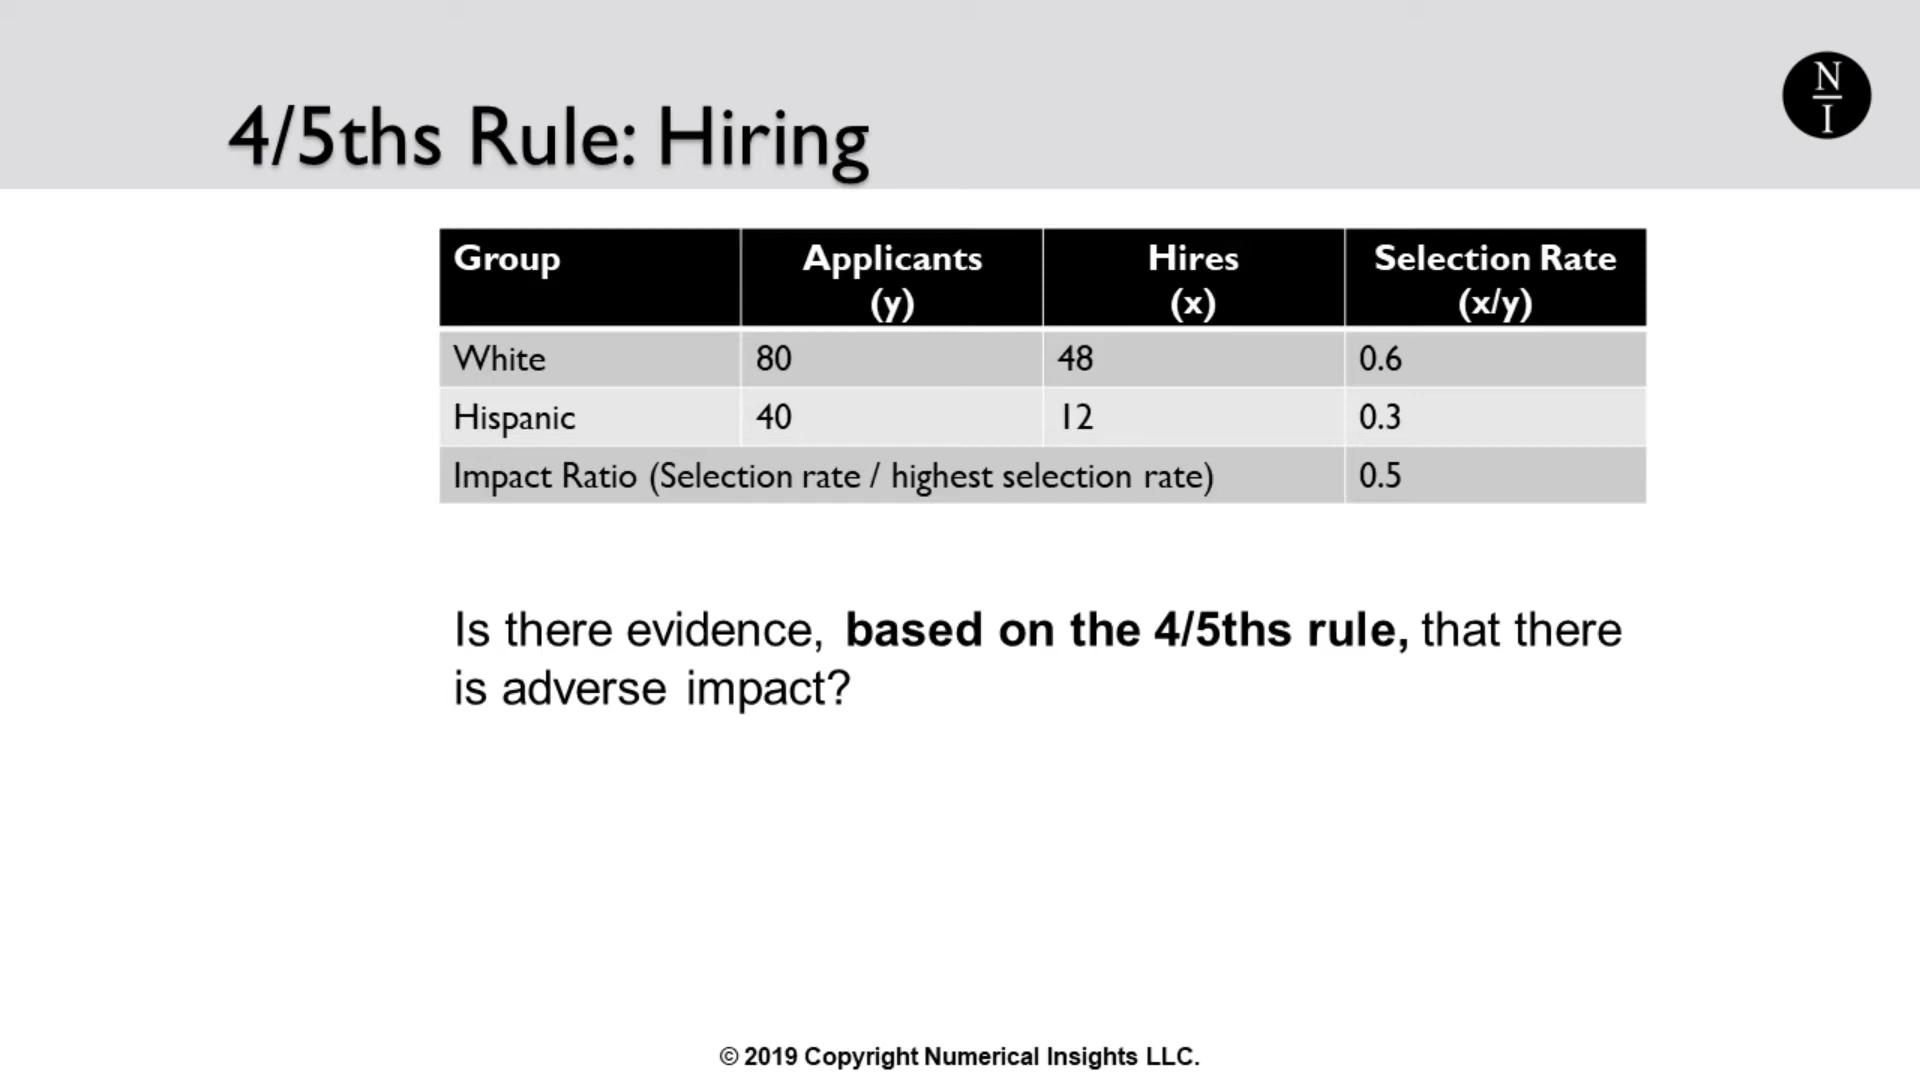 N
I
4/5ths Rule: Hiring
Group Applicants (y) Hires (x) Selection Rate (x/y)
White 80 48 0.6
Hispanic 40 12 0.3
Impact Ratio (Selection rate / highest selection rate) 0.5
Is there evidence, based on the 4/5ths rule, that there
is adverse impact?
© 2019 Copyright Numerical Insights LLC.